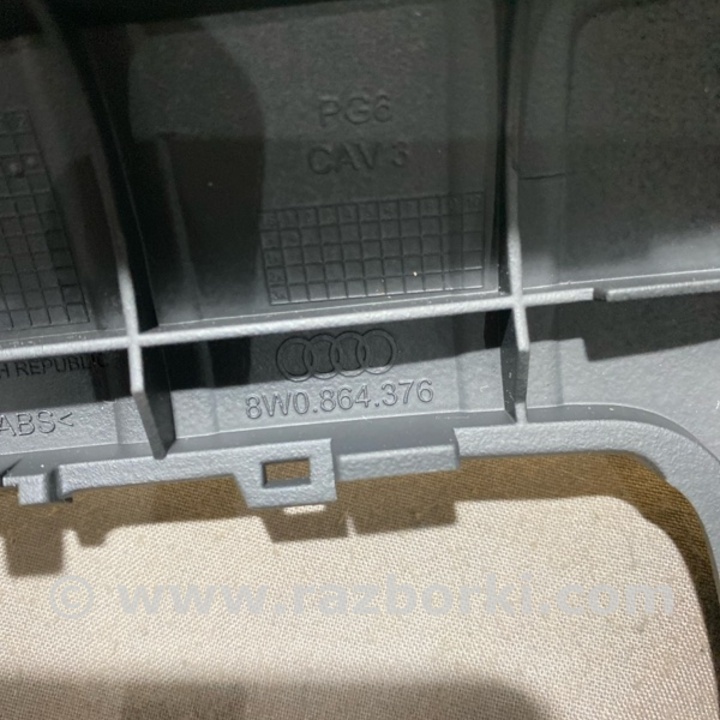 PG6
CAV 3
H REPUBLIC
8W0.864.376
ABS<
© www.razborki.com